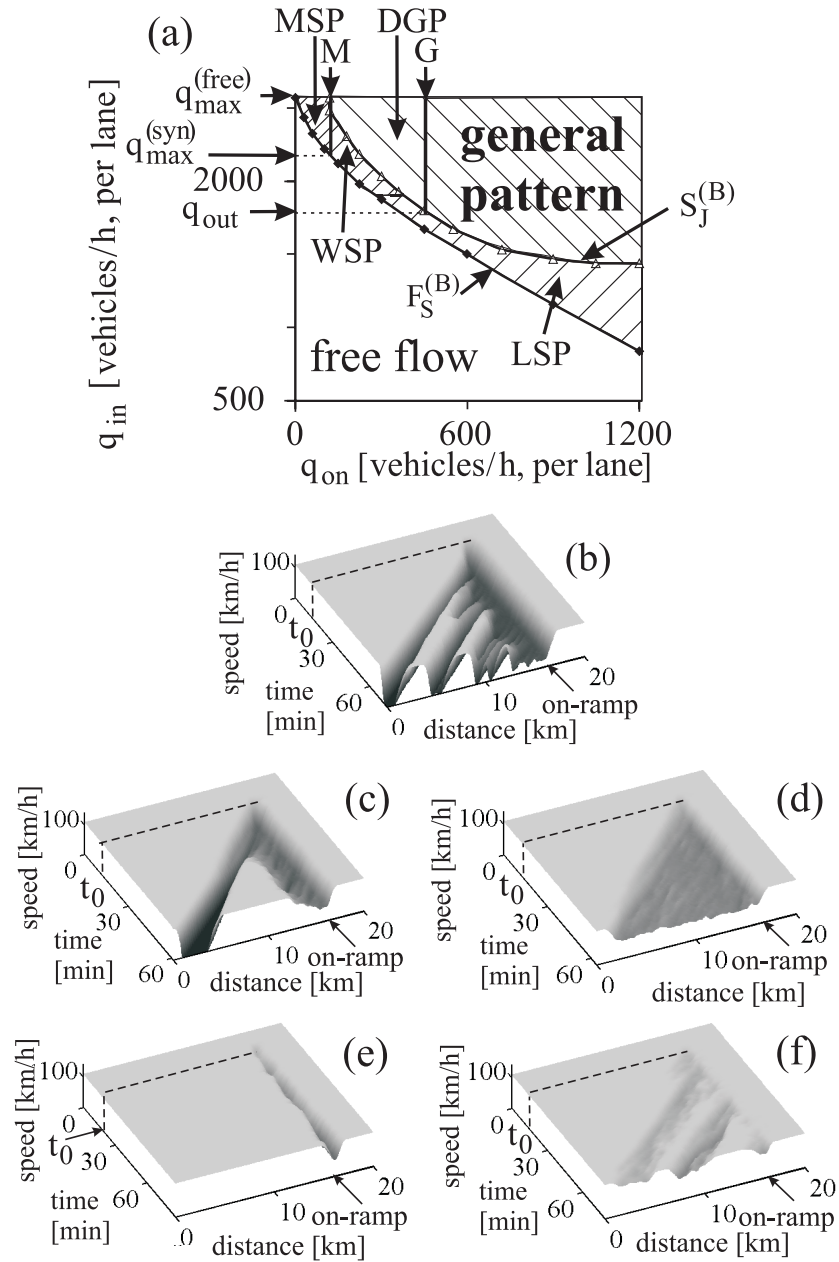 (a)
MSP DGP
M G
q_max^(free)
q_max^(syn)
2000
q_out
500
q_in [vehicles/h, per lane]
general
pattern
S_J^(B)
WSP
F_S^(B)
LSP
free flow
0 600 1200
q_on [vehicles/h, per lane]
(b)
speed [km/h]
100
0
t_0
30
60
time
[min]
0 10 20
on-ramp
distance [km]
(c)
speed [km/h]
100
0
t_0
30
60
time
[min]
0 10 20
on-ramp
distance [km]
(d)
speed [km/h]
100
0
t_0
30
60
time
[min]
0 10 20
on-ramp
distance [km]
(e)
speed [km/h]
100
0
t_0
30
60
time
[min]
0 10 20
on-ramp
distance [km]
(f)
speed [km/h]
100
0
t_0
30
60
time
[min]
0 10 20
on-ramp
distance [km]